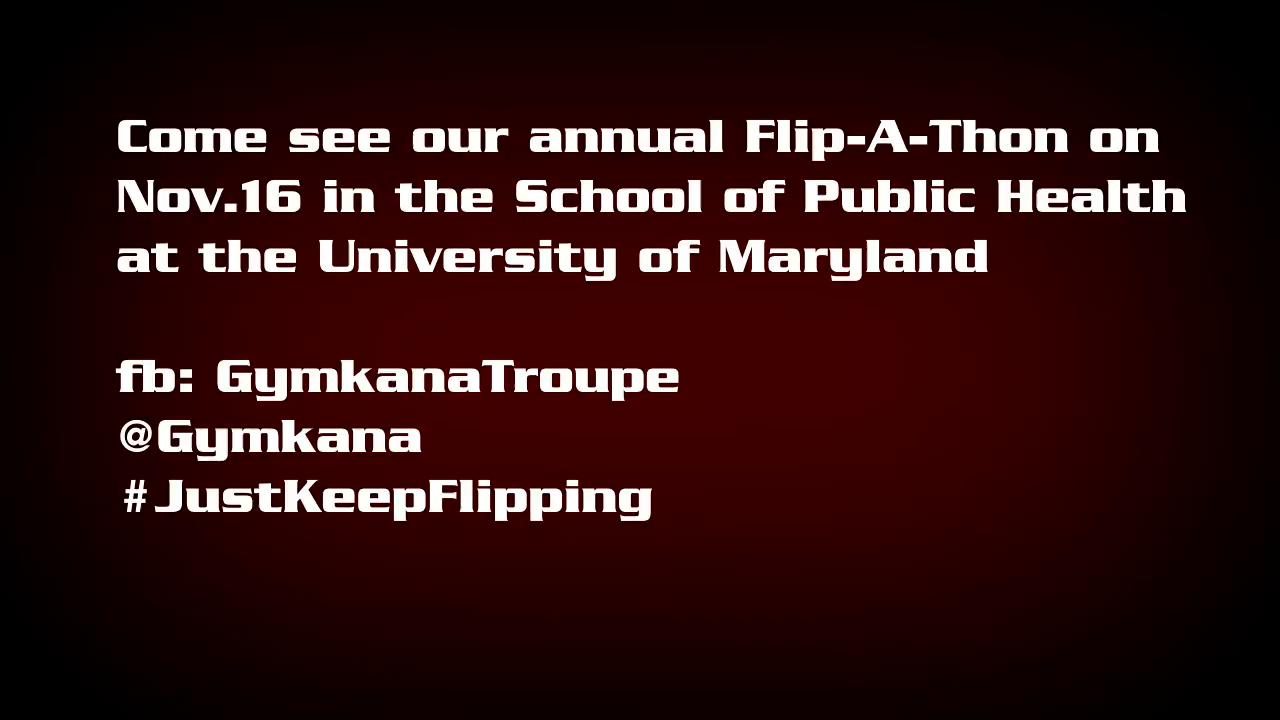 Come see our annual Flip-A-Thon on
Nov.16 in the School of Public Health
at the University of Maryland
fb: GymkanaTroupe
@Gymkana
#JustKeepFlipping